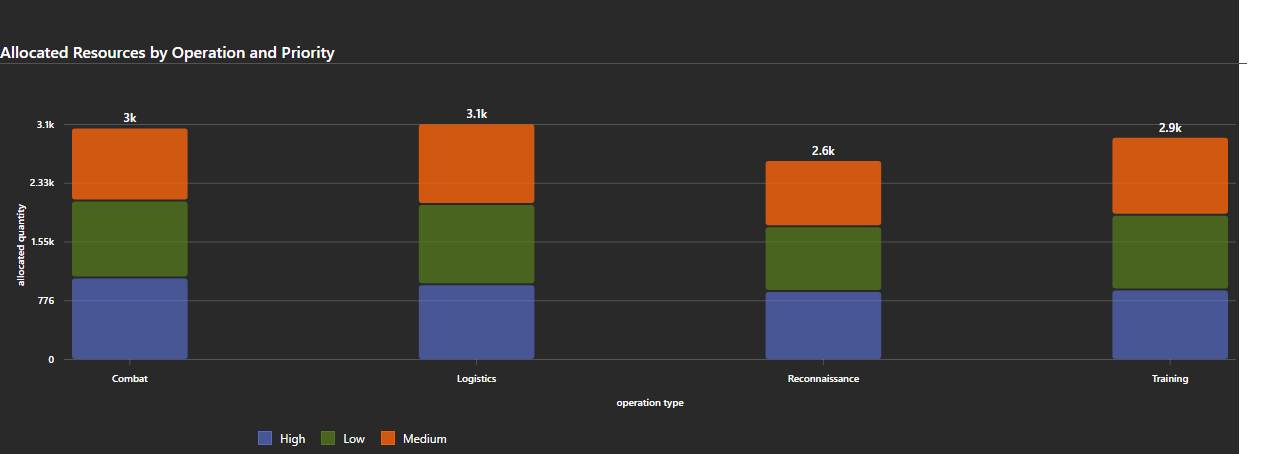 Allocated Resources by Operation and Priority
3k
3.1k
2.6k
2.9k
3.1k
2.33k
1.55k
776
0
allocated quantity
Combat
Logistics
Reconnaissance
Training
operation type
High
Low
Medium